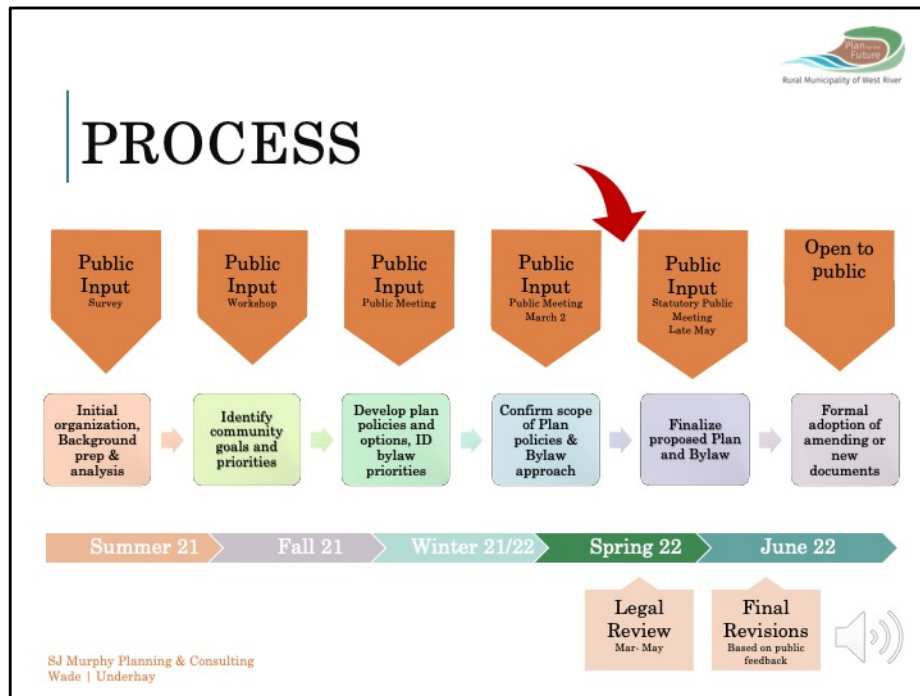 Plan for the
Future
Rural Municipality of West River
PROCESS
Public
Input
Survey
Public
Input
Workshop
Public
Input
Public Meeting
Public
Input
Public Meeting
March 2
Public
Input
Statutory Public
Meeting
Late May
Open to
public
Initial
organization,
Background
prep &
analysis
Identify
community
goals and
priorities
Develop plan
policies and
options, ID
bylaw
priorities
Confirm scope
of Plan
policies &
Bylaw
approach
Finalize
proposed Plan
and Bylaw
Formal
adoption of
amending or
new
documents
Summer 21
Fall 21
Winter 21/22
Spring 22
June 22
Legal
Review
Mar- May
Final
Revisions
Based on public
feedback
SJ Murphy Planning & Consulting
Wade | Underhay